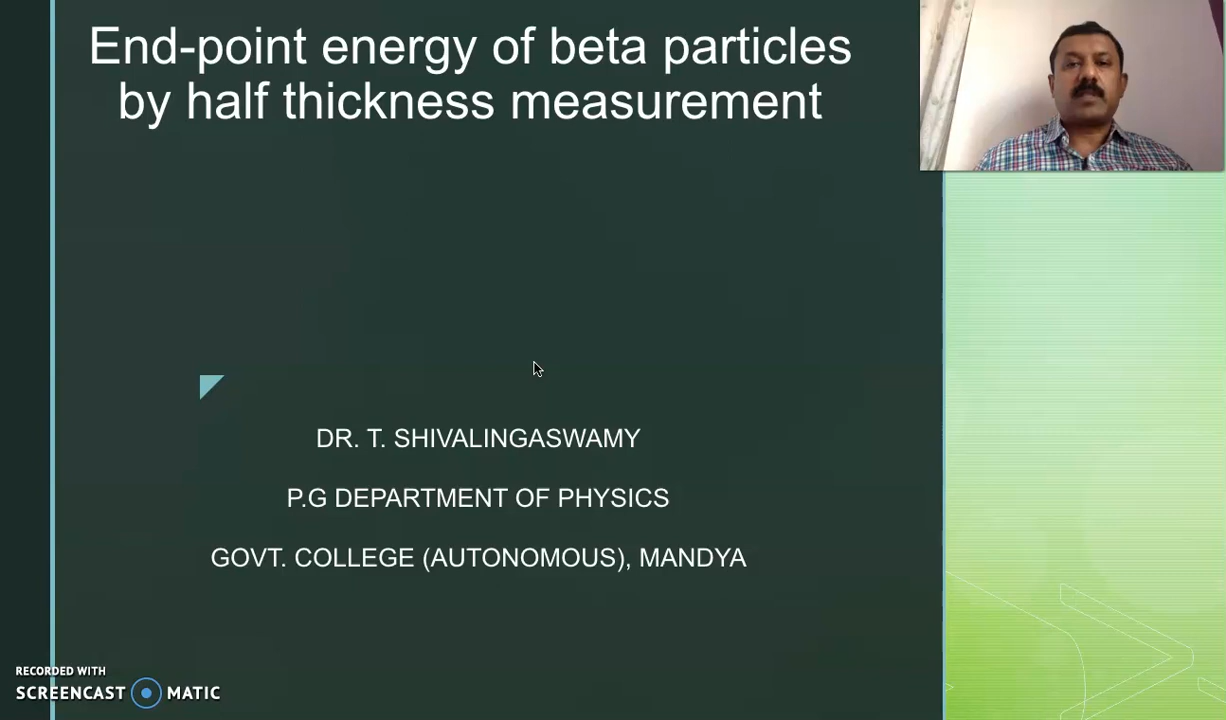 End-point energy of beta particles
by half thickness measurement
DR. T. SHIVALINGASWAMY
P.G DEPARTMENT OF PHYSICS
GOVT. COLLEGE (AUTONOMOUS), MANDYA
RECORDED WITH
SCREENCAST MATIC